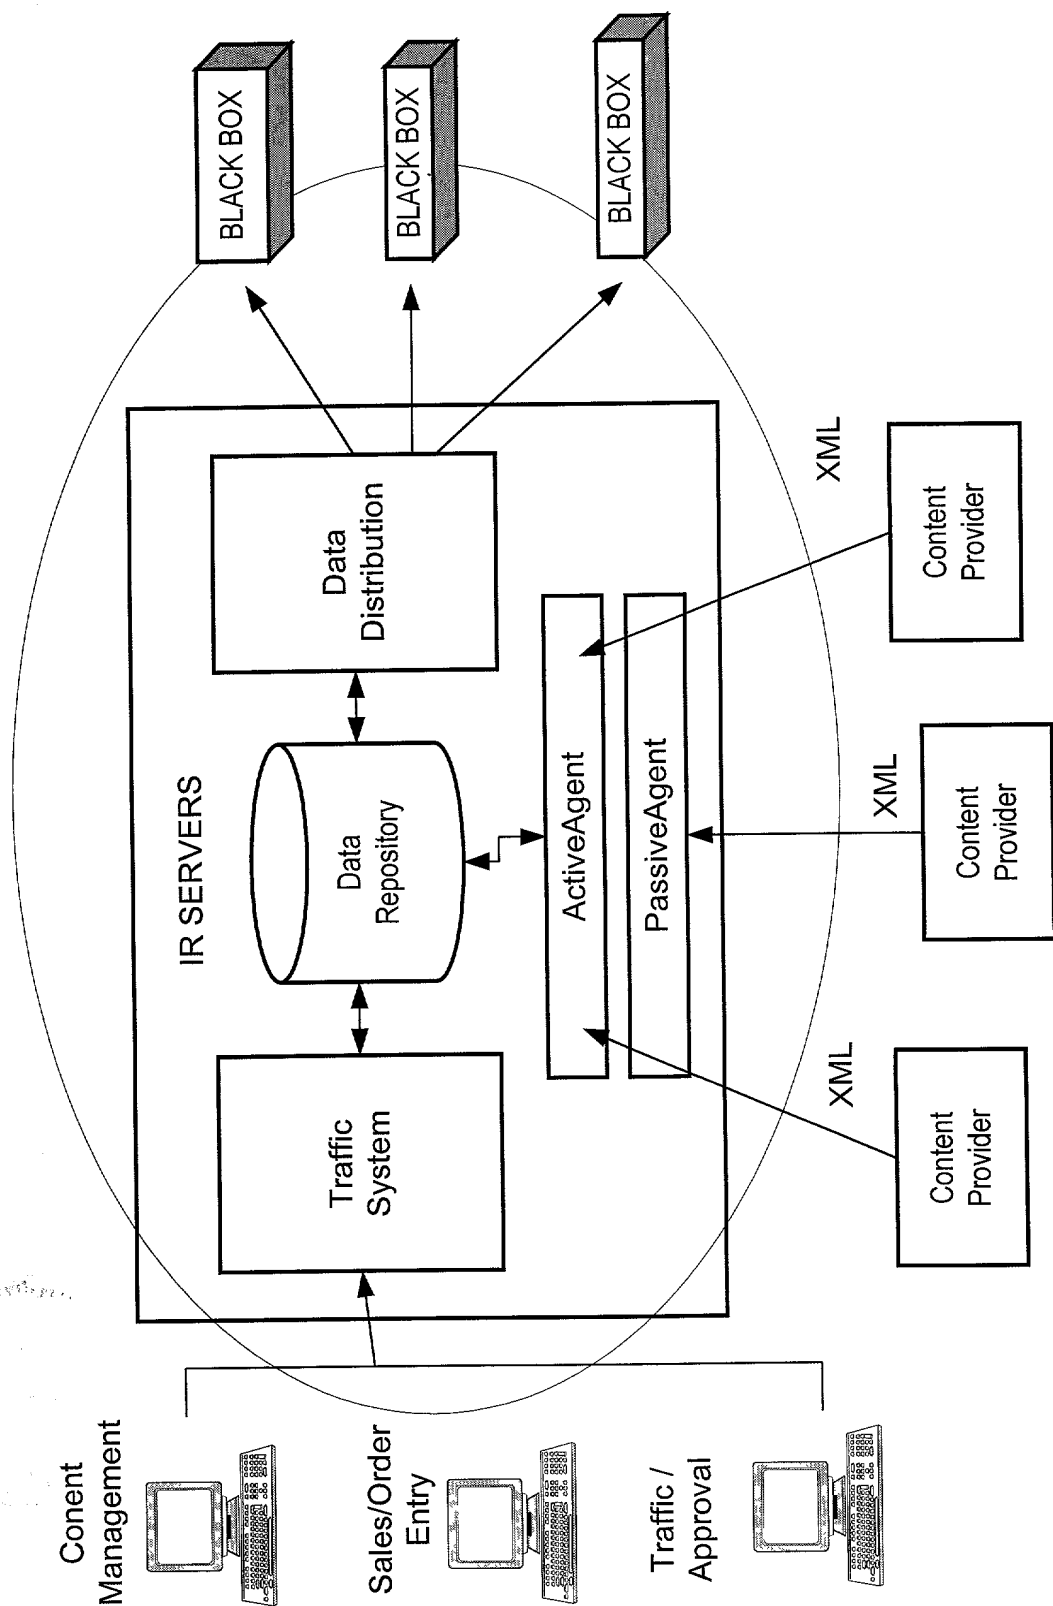 Conent
Management
Sales/Order
Entry
Traffic /
Approval
IR SERVERS
Traffic
System
Data
Repository
Data
Distribution
ActiveAgent
PassiveAgent
BLACK BOX
BLACK BOX
BLACK BOX
XML
XML
XML
Content
Provider
Content
Provider
Content
Provider